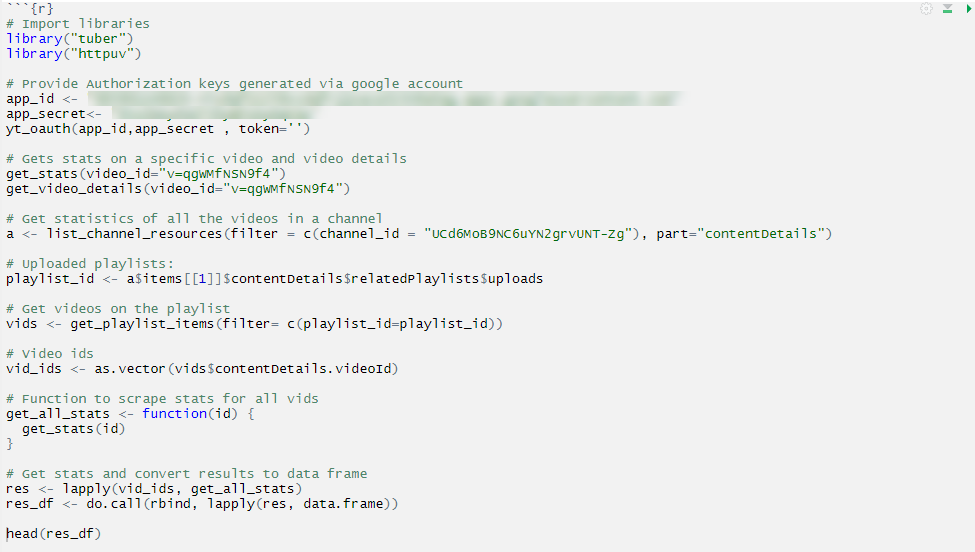 ```{r}
# Import libraries
library("tuber")
library("httpuv")
# Provide Authorization keys generated via google account
app_id <-
app_secret<-
yt_oauth(app_id,app_secret , token='')
# Gets stats on a specific video and video details
get_stats(video_id="v=qgWMfNSN9f4")
get_video_details(video_id="v=qgWMfNSN9f4")
# Get statistics of all the videos in a channel
a <- list_channel_resources(filter = c(channel_id = "UCd6MoB9NC6uYN2grvUNT-Zg"), part="contentDetails")
# Uploaded playlists:
playlist_id <- a$items[[1]]$contentDetails$relatedPlaylists$uploads
# Get videos on the playlist
vids <- get_playlist_items(filter= c(playlist_id=playlist_id))
# Video ids
vid_ids <- as.vector(vids$contentDetails.videoId)
# Function to scrape stats for all vids
get_all_stats <- function(id) {
  get_stats(id)
}
# Get stats and convert results to data frame
res <- lapply(vid_ids, get_all_stats)
res_df <- do.call(rbind, lapply(res, data.frame))
head(res_df)